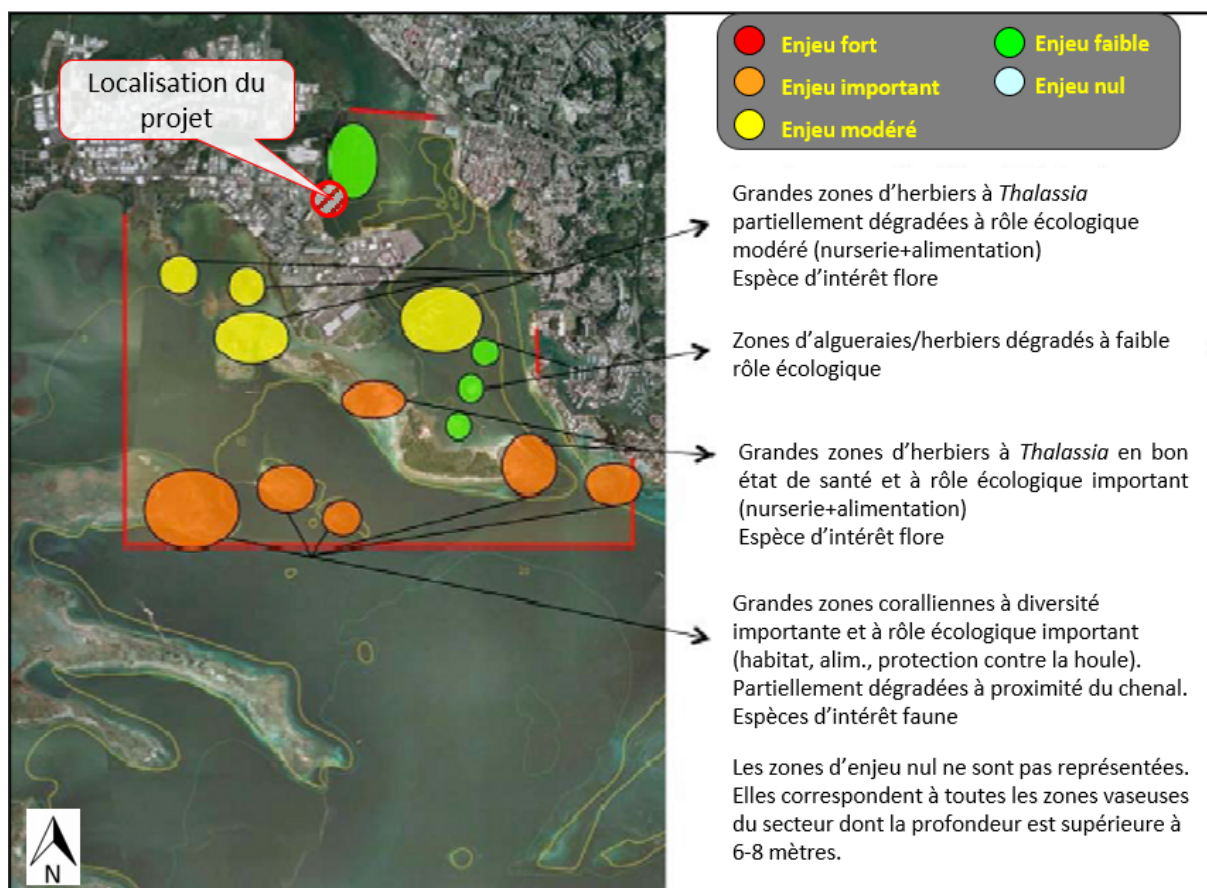 Localisation du
projet
Enjeu fort
Enjeu important
Enjeu modéré
Enjeu faible
Enjeu nul
Grandes zones d’herbiers à Thalassia
partiellement dégradées à rôle écologique
modéré (nurserie+alimentation)
Espèce d’intérêt flore
Zones d’algueraies/herbiers dégradés à faible
rôle écologique
Grandes zones d’herbiers à Thalassia en bon
état de santé et à rôle écologique important
(nurserie+alimentation)
Espèce d’intérêt flore
Grandes zones coralliennes à diversité
importante et à rôle écologique important
(habitat, alim., protection contre la houle).
Partiellement dégradées à proximité du chenal.
Espèces d’intérêt faune
Les zones d’enjeu nul ne sont pas représentées.
Elles correspondent à toutes les zones vaseuses
du secteur dont la profondeur est supérieure à
6-8 mètres.
N